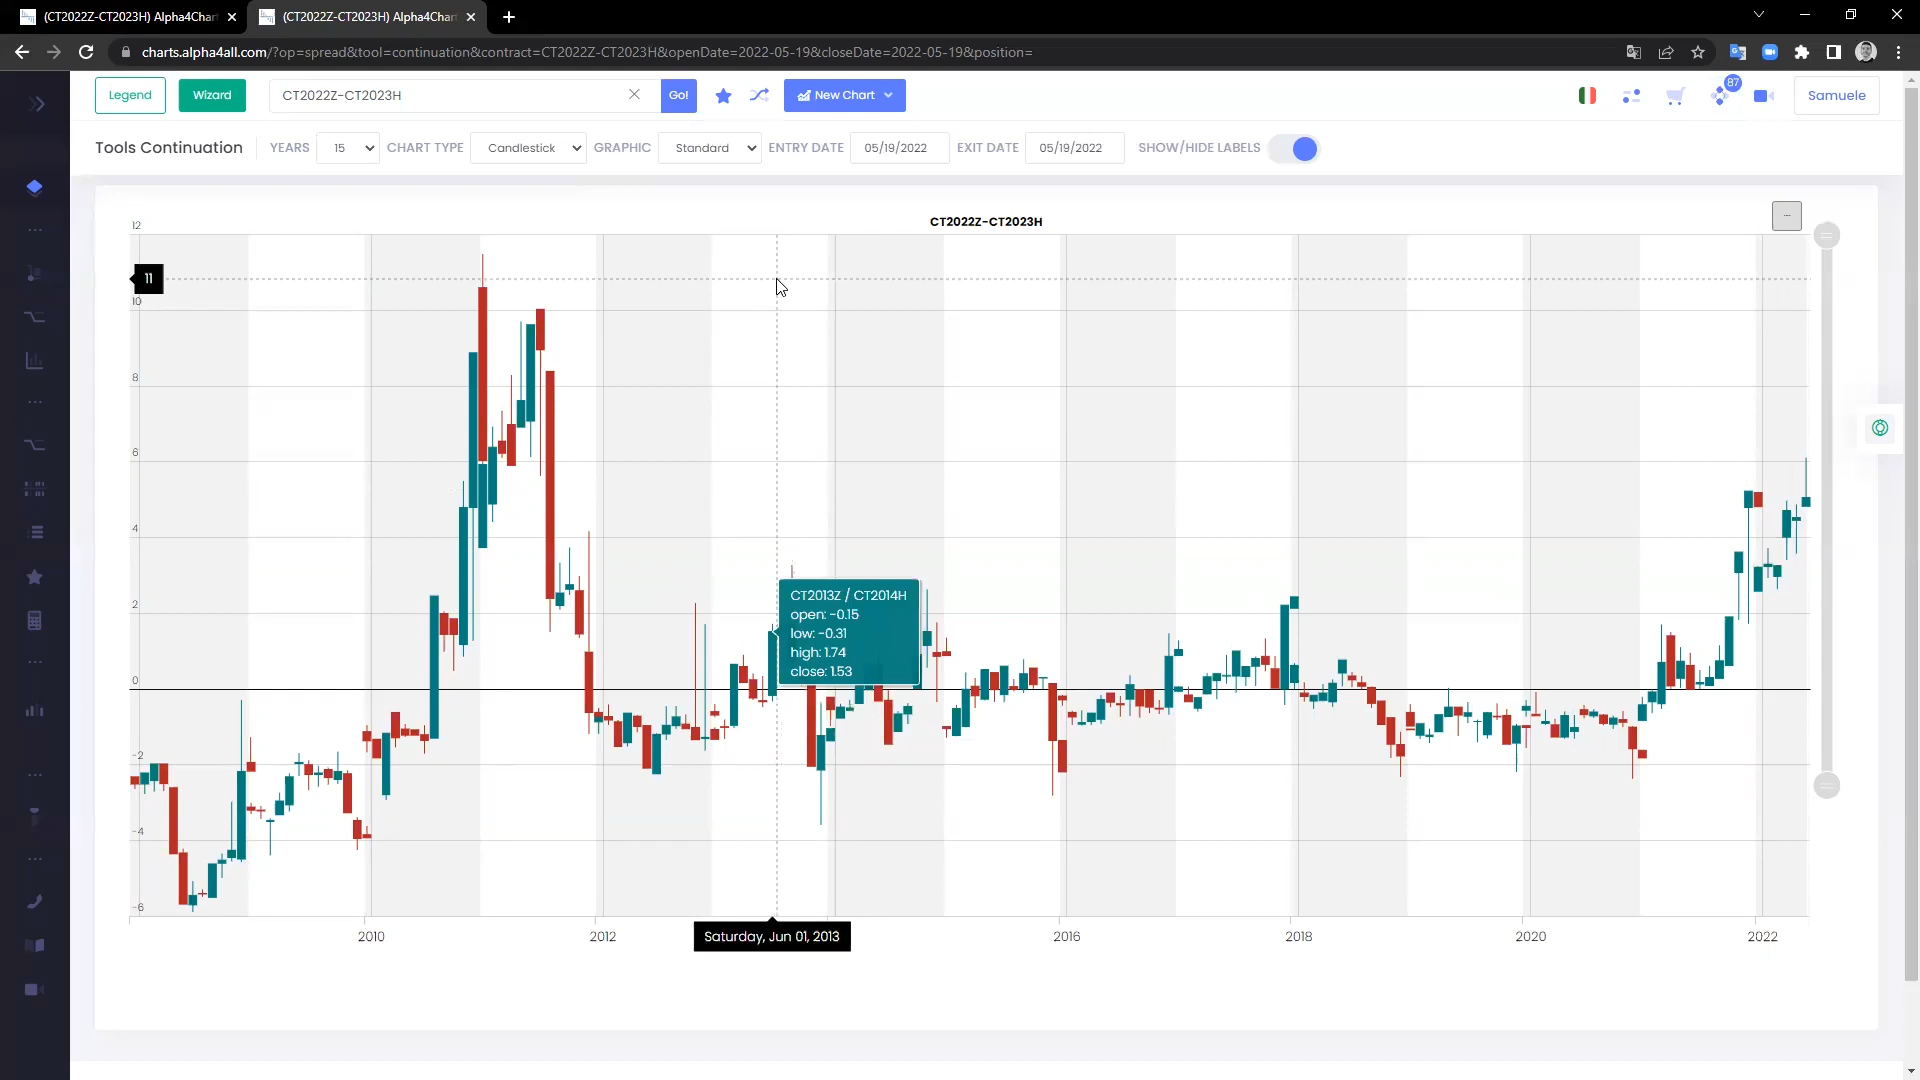 (CT2022Z-CT2023H) Alpha4Char
(CT2022Z-CT2023H) Alpha4Char
charts.alpha4all.com/?op=spread&tool=continuation&contract=CT2022Z-CT2023H&openDate=2022-05-19&closeDate=2022-05-19&position=
Legend
Wizard
CT2022Z-CT2023H
Go!
New Chart
87
Samuele
Tools Continuation
YEARS
15
CHART TYPE
Candlestick
GRAPHIC
Standard
ENTRY DATE
05/19/2022
EXIT DATE
05/19/2022
SHOW/HIDE LABELS
CT2022Z-CT2023H
...
12
11
10
8
6
4
2
0
-2
-4
-6
CT2013Z / CT2014H
open: -0.15
low: -0.31
high: 1.74
close: 1.53
2010
2012
Saturday, Jun 01, 2013
2016
2018
2020
2022